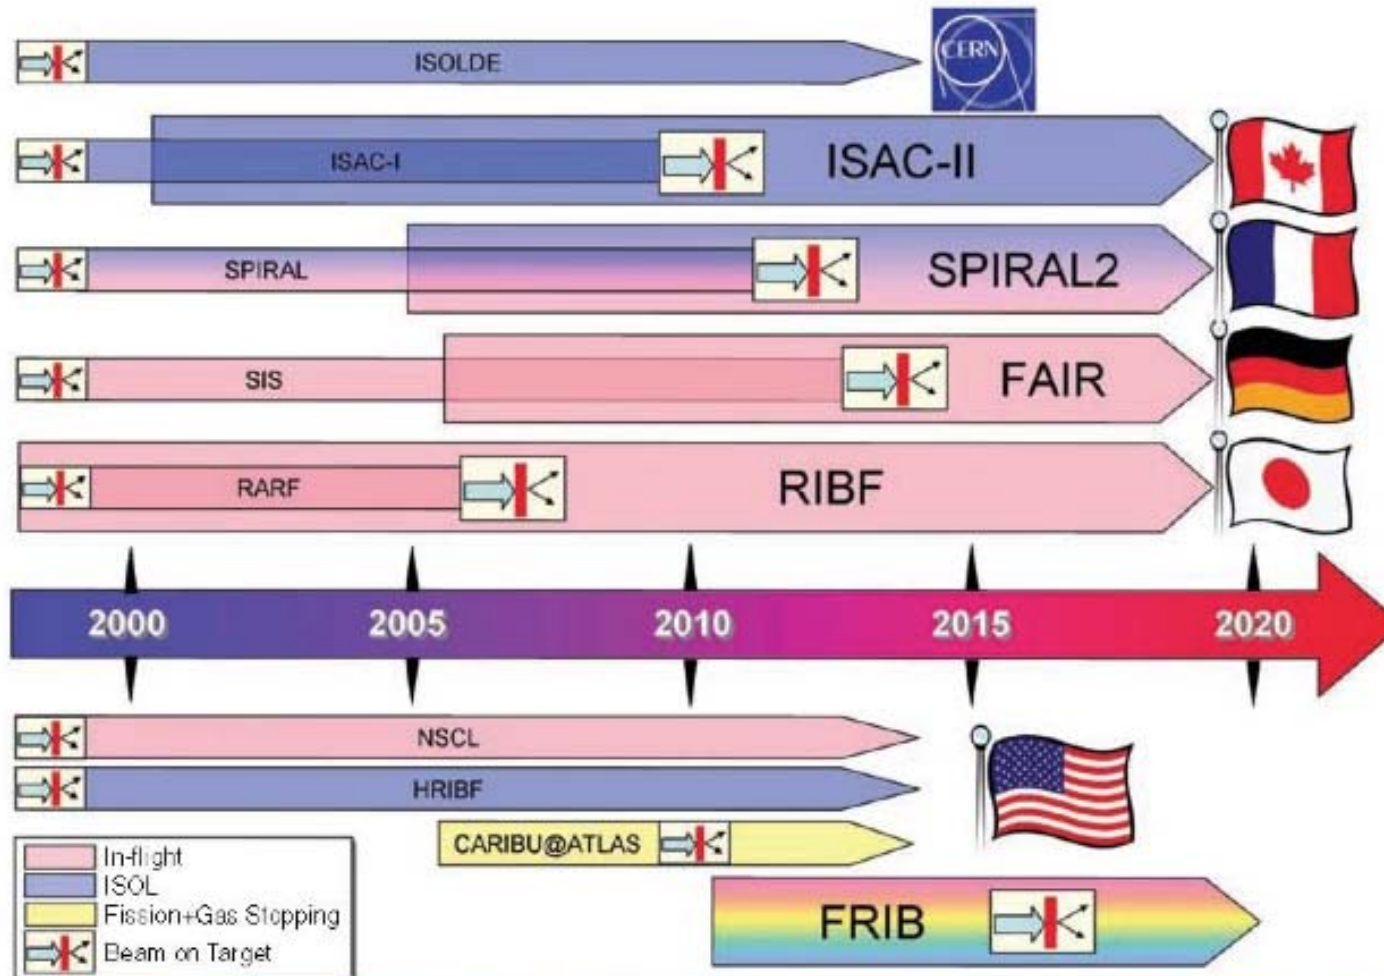 ISOLDE
CERN
ISAC-I
ISAC-II
SPIRAL
SPIRAL2
SIS
FAIR
RARF
RIBF
2000 2005 2010 2015 2020
NSCL
HRIBF
CARIBU@ATLAS
In-flight
ISOL
Fission+Gas Stopping
Beam on Target
FRIB